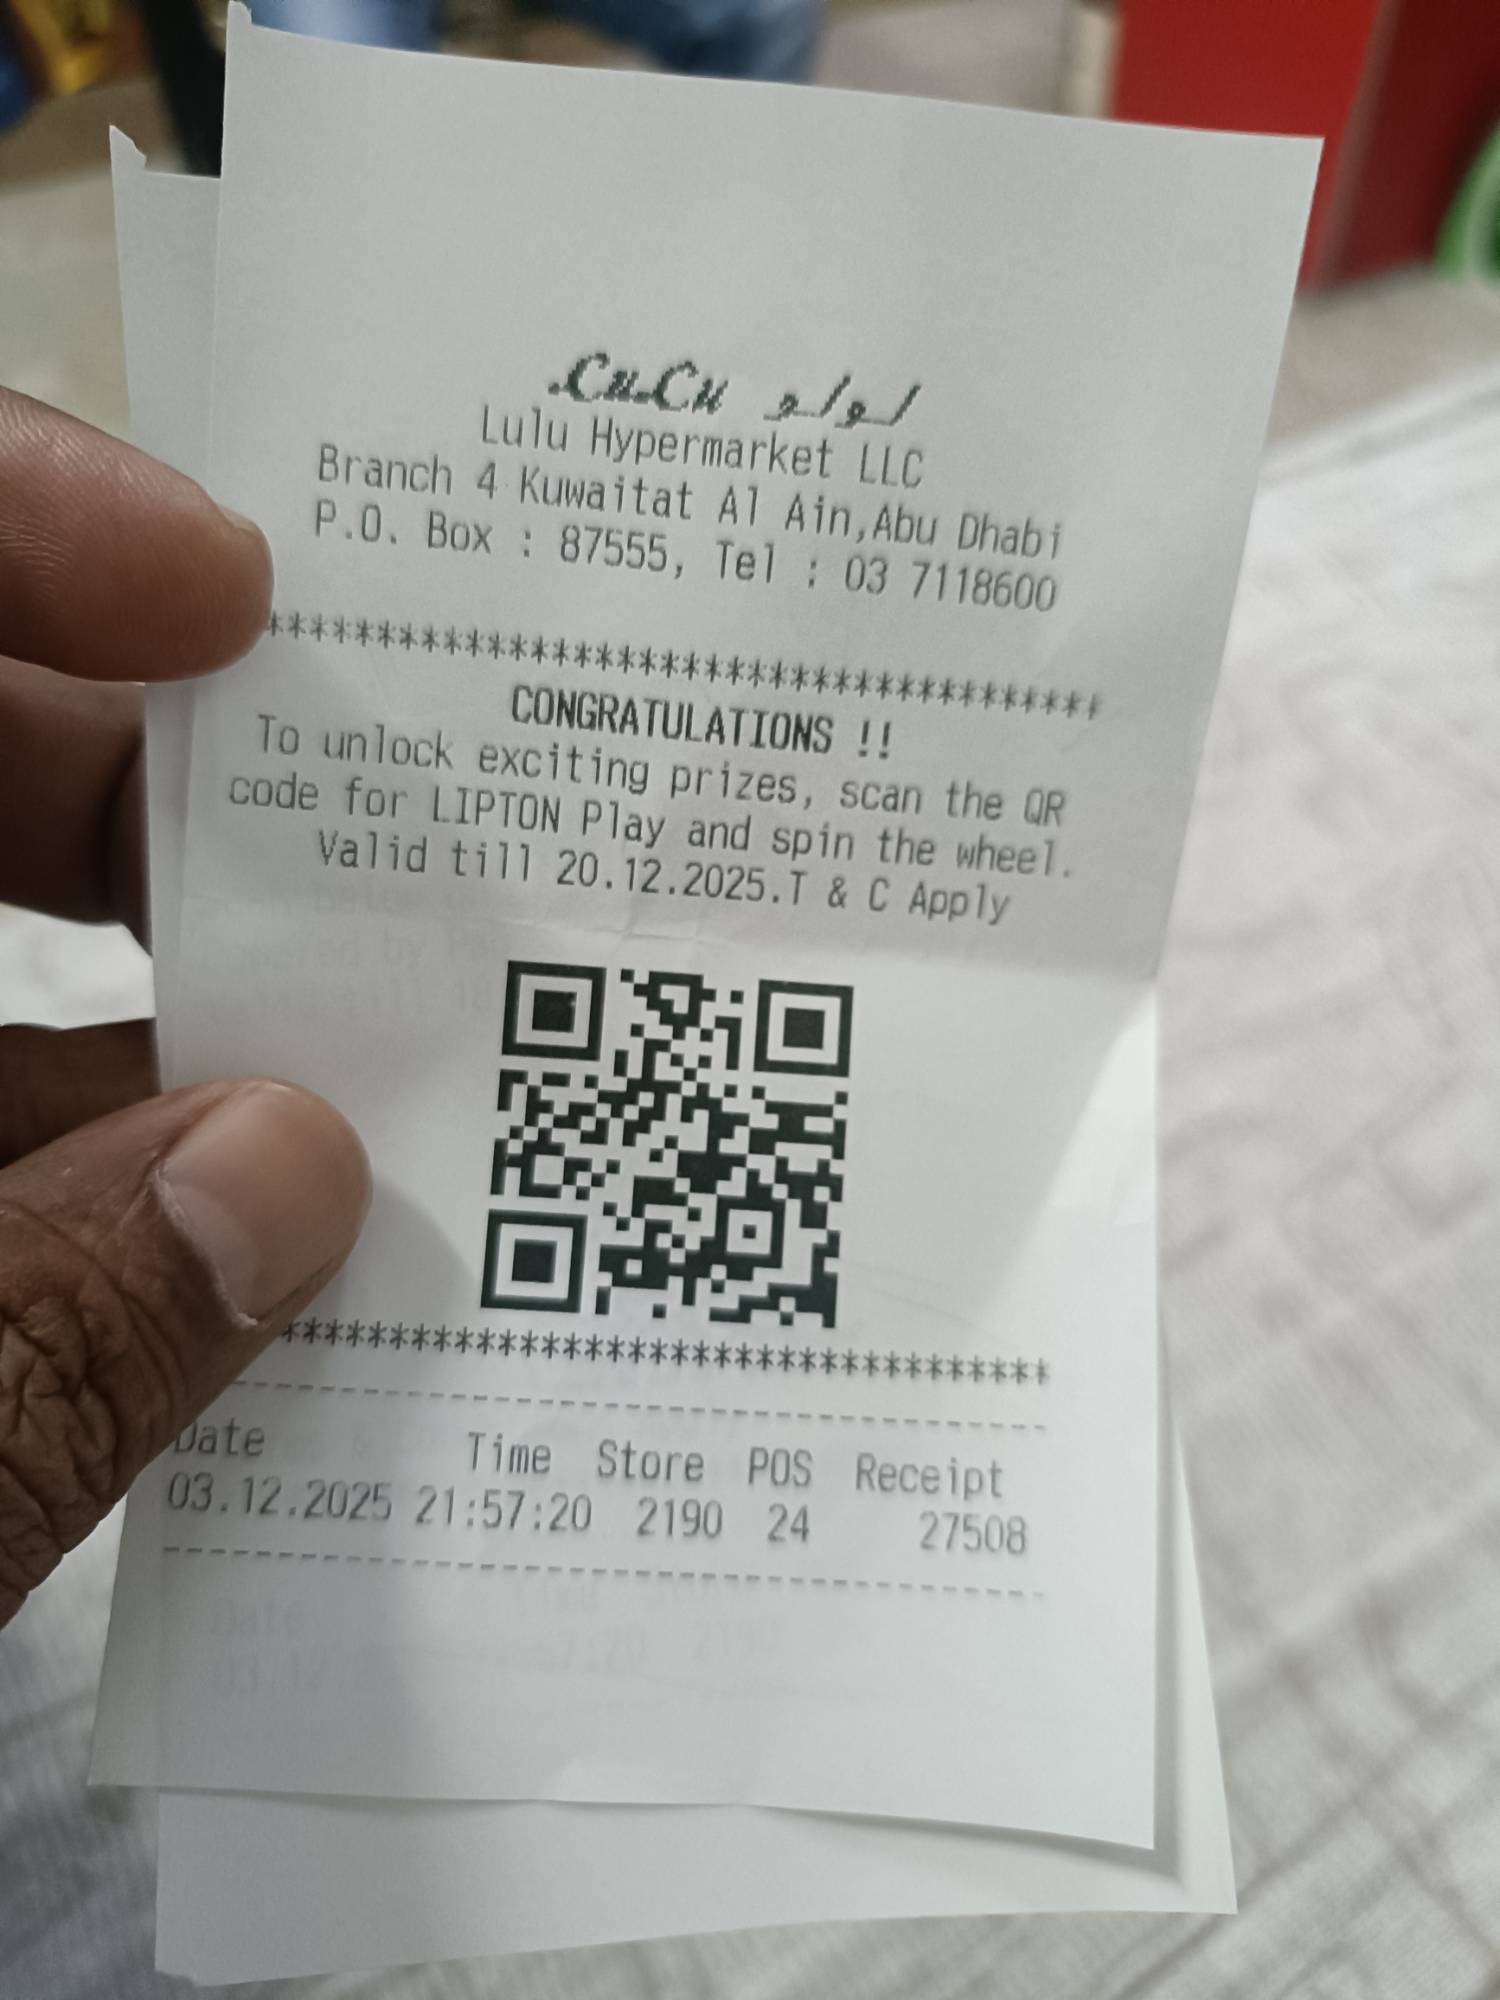 LuLu لولو
Lulu Hypermarket LLC
Branch 4 Kuwaitat Al Ain,Abu Dhabi
P.O. Box : 87555, Tel : 03 7118600
****************************************
CONGRATULATIONS !!
To unlock exciting prizes, scan the QR
code for LIPTON Play and spin the wheel.
Valid till 20.12.2025.T & C Apply
****************************************
----------------------------------------
Date Time Store POS Receipt
03.12.2025 21:57:20 2190 24 27508
----------------------------------------